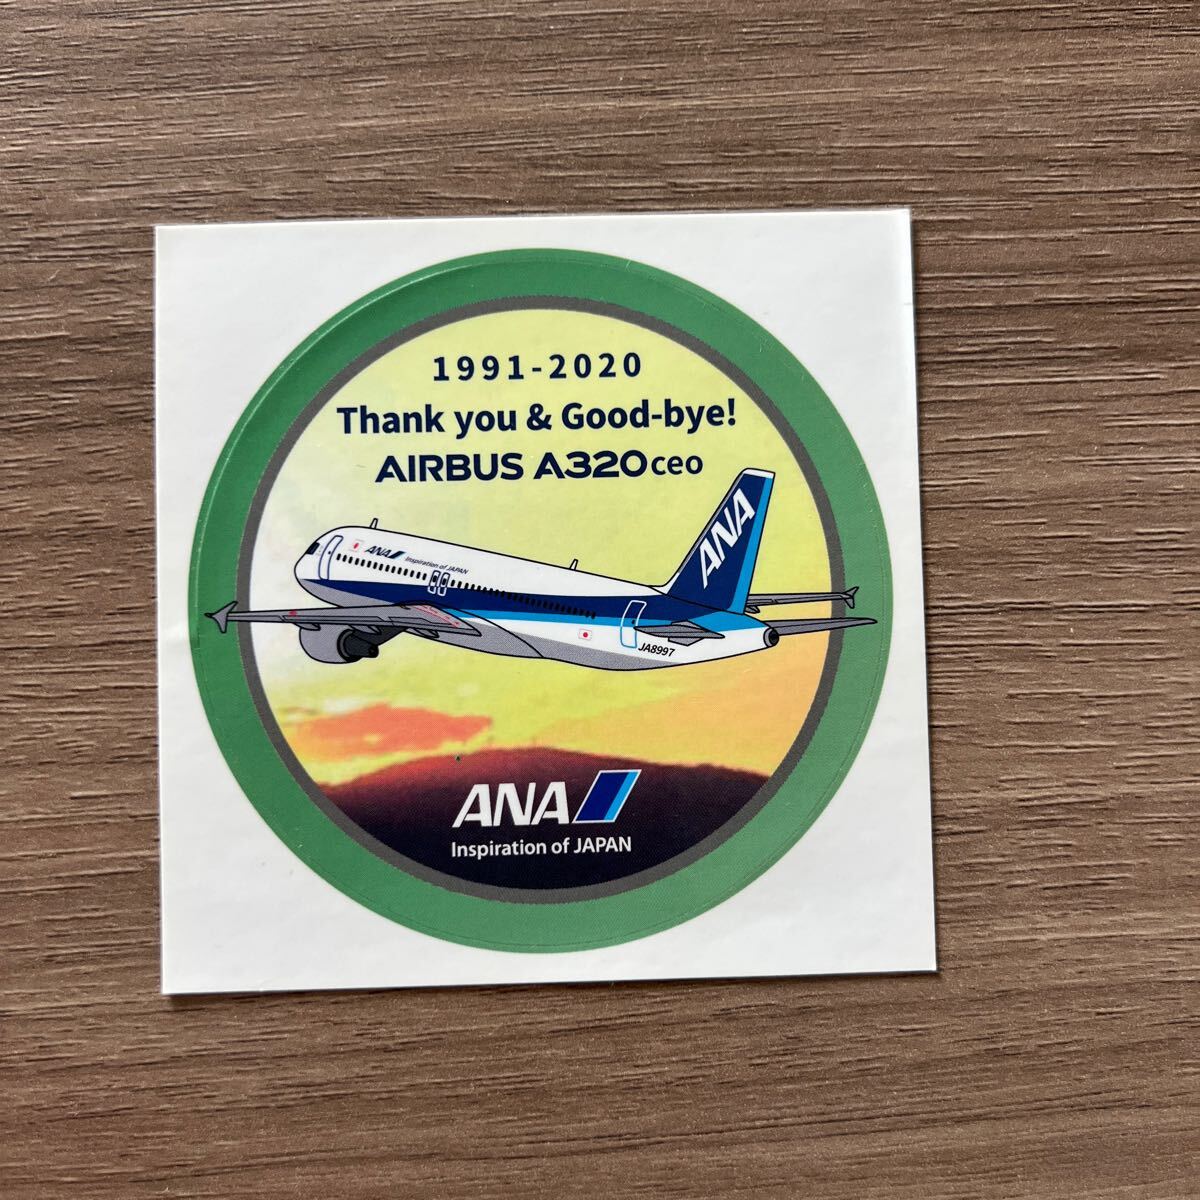 1991-2020
Thank you & Good-bye!
AIRBUS A320ceo
ANA
ANA
Inspiration of JAPAN
JA8997
ANA
Inspiration of JAPAN